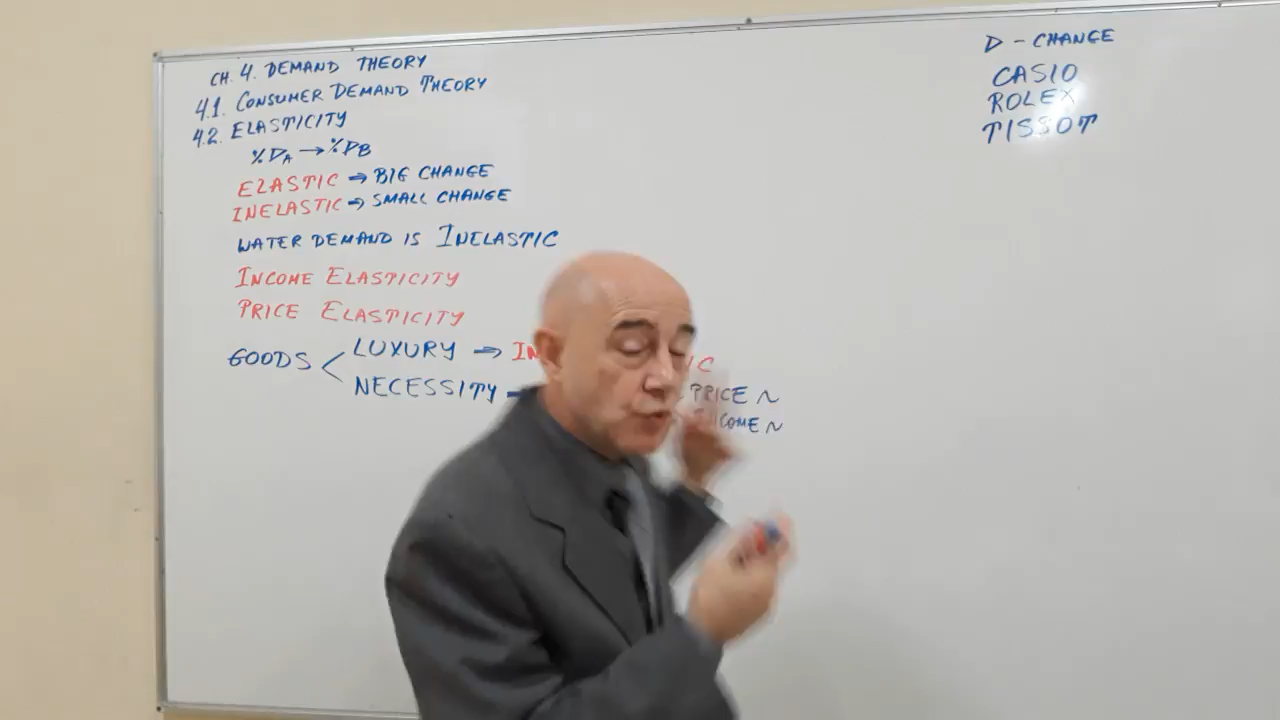 CH. 4. DEMAND THEORY
4.1. CONSUMER DEMAND THEORY
4.2. ELASTICITY
%DA → %DB
ELASTIC ⇒ BIG CHANGE
INELASTIC ⇒ SMALL CHANGE
WATER DEMAND IS INELASTIC
INCOME ELASTICITY
PRICE ELASTICITY
GOODS < LUXURY ⇒
NECESSITY
PRICE ~
D - CHANGE
CASIO
ROLEX
TISSOT